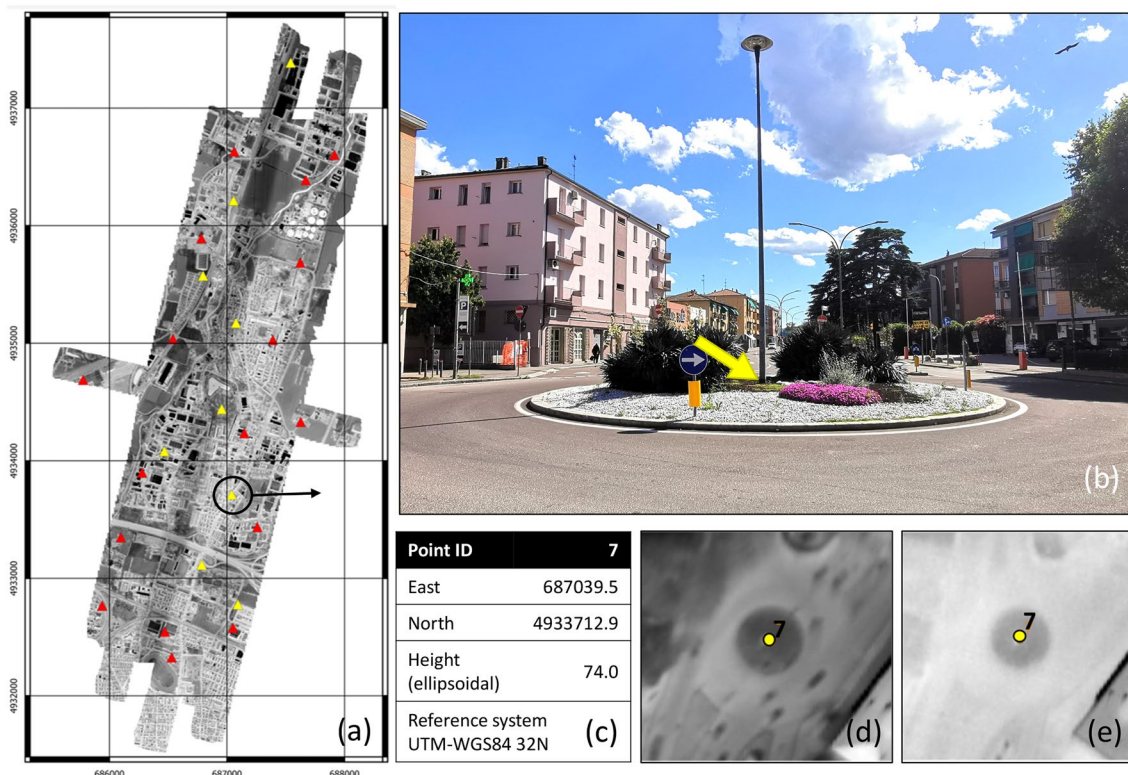 4937000
4936000
4935000
4934000
4933000
4932000
686000
687000
688000
(a)
P
(b)
Point ID 7
East 687039.5
North 4933712.9
Height
(ellipsoidal) 74.0
Reference system
UTM-WGS84 32N
(c)
7
(d)
7
(e)